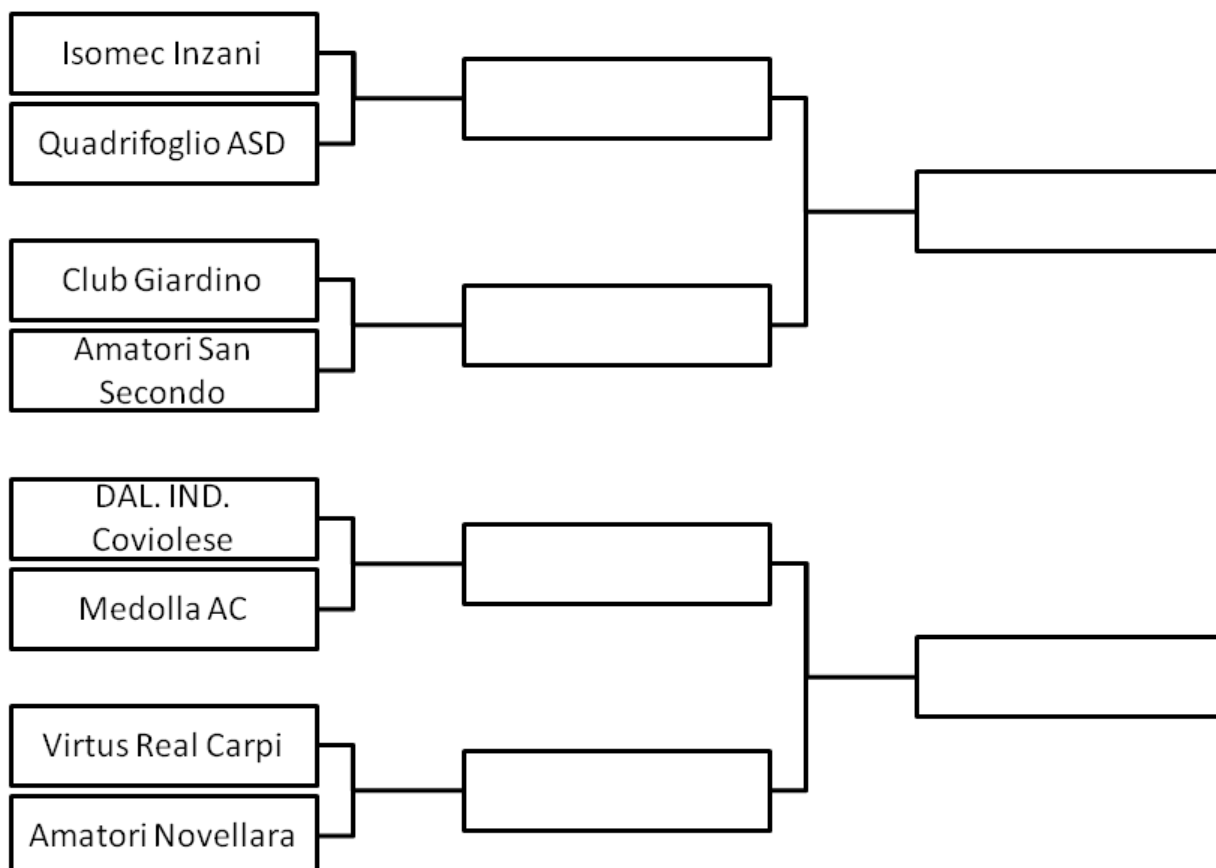 Isomec Inzani
Quadrifoglio ASD
Club Giardino
Amatori San
Secondo
DAL. IND.
Coviolese
Medolla AC
Virtus Real Carpi
Amatori Novellara